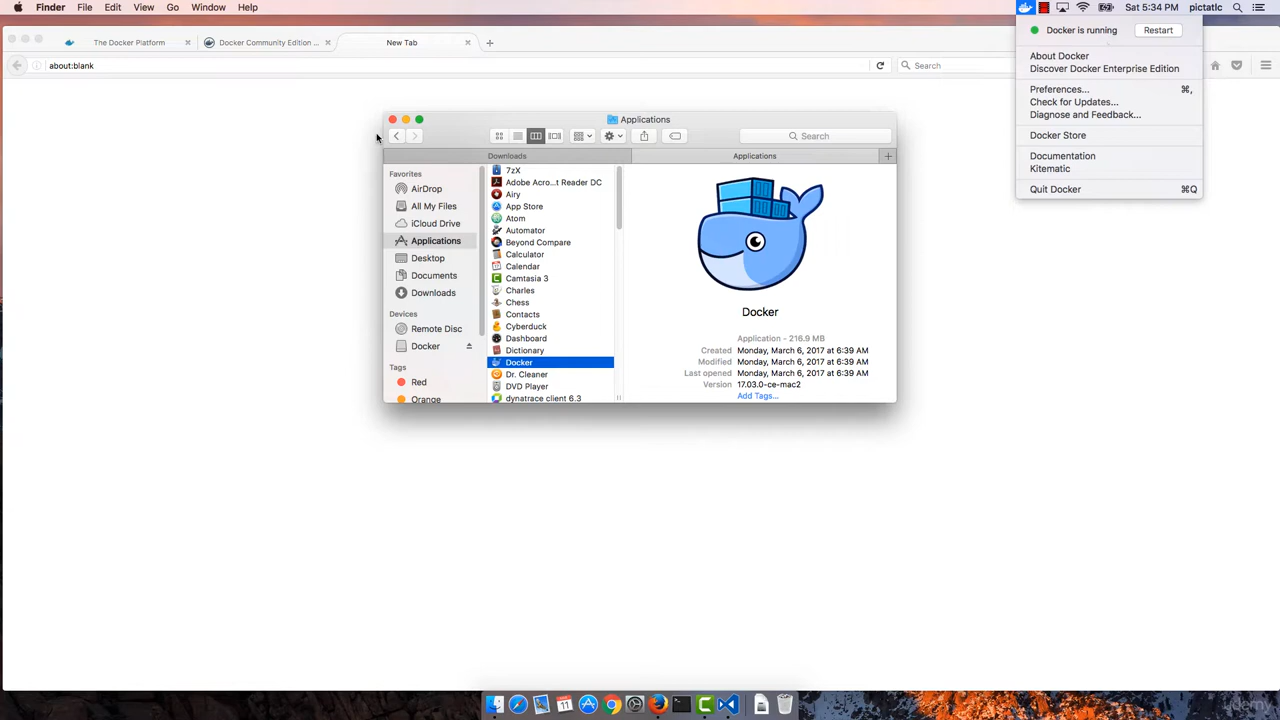 Finder File Edit View Go Window Help
Sat 5:34 PM pictatlc
The Docker Platform
Docker Community Edition ...
New Tab
about:blank
Search
Docker is running
Restart
About Docker
Discover Docker Enterprise Edition
Preferences... ⌘,
Check for Updates...
Diagnose and Feedback...
Docker Store
Documentation
Kitematic
Quit Docker ⌘Q
Applications
Search
Downloads
Applications
Favorites
AirDrop
All My Files
iCloud Drive
Applications
Desktop
Documents
Downloads
Devices
Remote Disc
Docker
Tags
Red
Orange
7zX
Adobe Acro...t Reader DC
Airy
App Store
Atom
Automator
Beyond Compare
Calculator
Calendar
Camtasia 3
Charles
Chess
Contacts
Cyberduck
Dashboard
Dictionary
Docker
Dr. Cleaner
DVD Player
dynatrace client 6.3
Docker
Application - 216.9 MB
Created Monday, March 6, 2017 at 6:39 AM
Modified Monday, March 6, 2017 at 6:39 AM
Last opened Monday, March 6, 2017 at 6:39 AM
Version 17.03.0-ce-mac2
Add Tags...
11
udemy